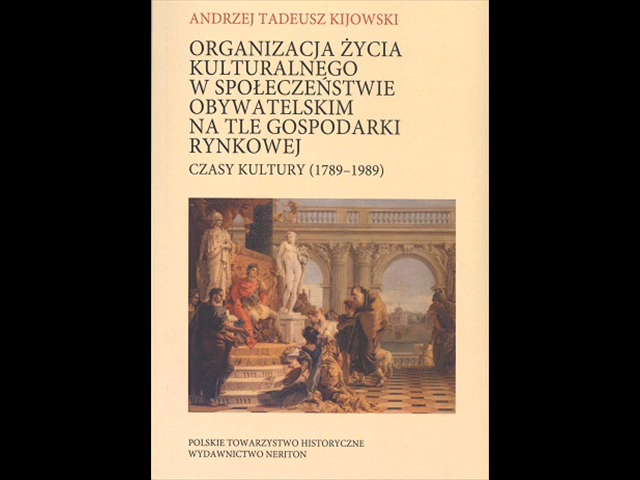 ANDRZEJ TADEUSZ KIJOWSKI
ORGANIZACJA ŻYCIA
KULTURALNEGO
W SPOŁECZEŃSTWIE
OBYWATELSKIM
NA TLE GOSPODARKI
RYNKOWEJ
CZASY KULTURY (1789–1989)
POLSKIE TOWARZYSTWO HISTORYCZNE
WYDAWNICTWO NERITON